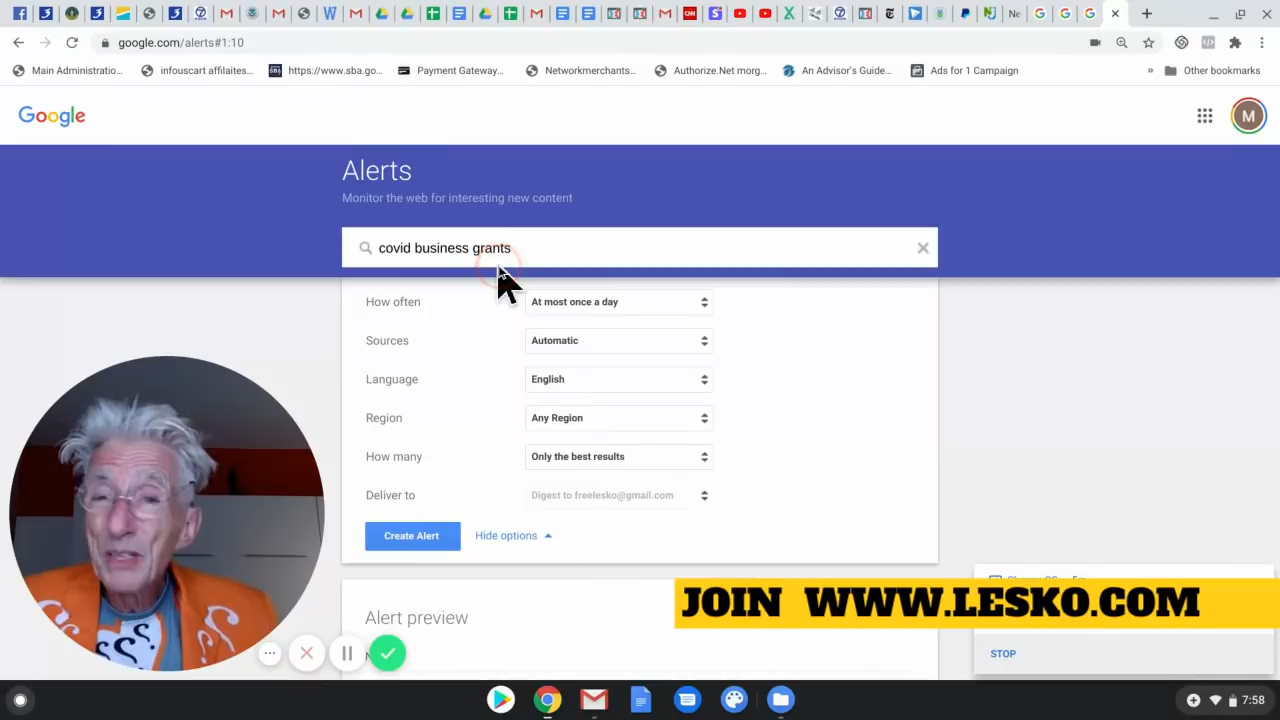 google.com/alerts#1:10
Main Administratio...
infouscart affilaites...
https://www.sba.go...
Payment Gateway...
Networkmerchants...
Authorize.Net morg...
An Advisor's Guide...
Ads for 1 Campaign
»
Other bookmarks
Google
M
Alerts
Monitor the web for interesting new content
covid business grants
How often
At most once a day
Sources
Automatic
Language
English
Region
Any Region
How many
Only the best results
Deliver to
Digest to freelesko@gmail.com
Create Alert
Hide options
Alert preview
JOIN WWW.LESKO.COM
STOP
7:58